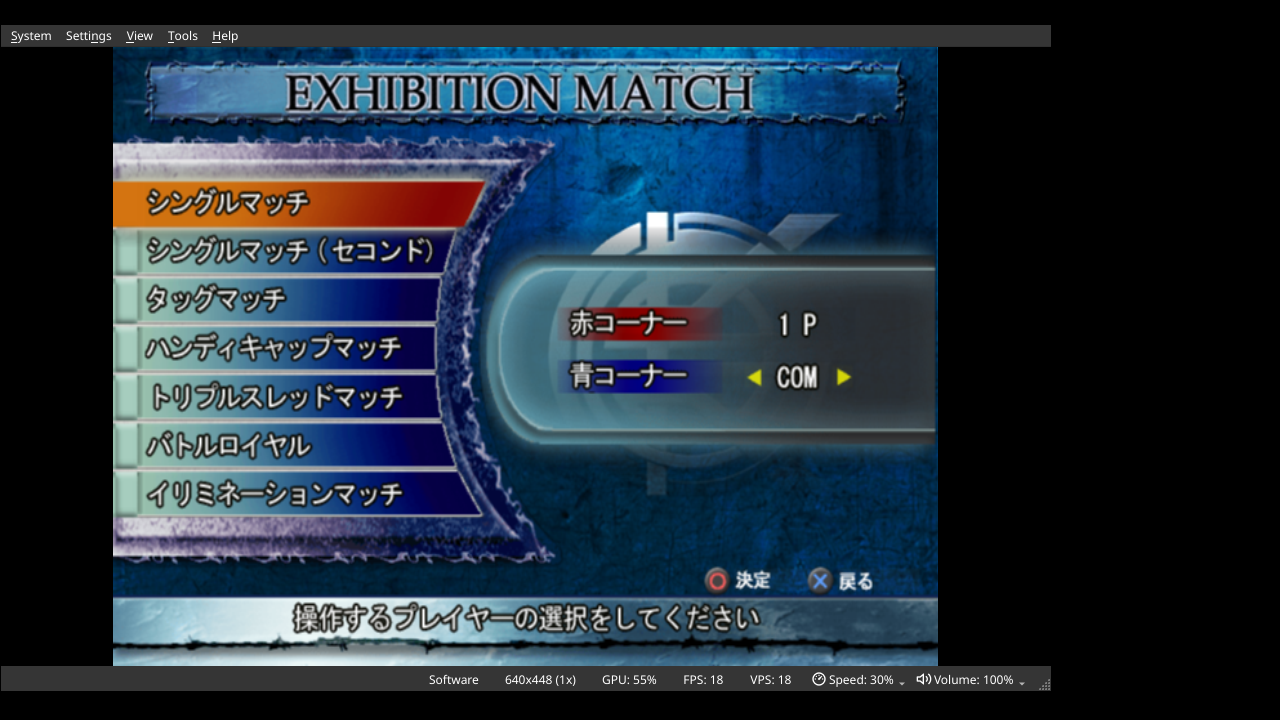 System Settings View Tools Help
EXHIBITION MATCH
シングルマッチ
シングルマッチ（セコンド）
タッグマッチ
ハンディキャップマッチ
トリプルスレッドマッチ
バトルロイヤル
イリミネーションマッチ
赤コーナー 1P
青コーナー COM
決定 戻る
操作するプレイヤーの選択をしてください
Software 640x448 (1x) GPU: 55% FPS: 18 VPS: 18 Speed: 30% Volume: 100%